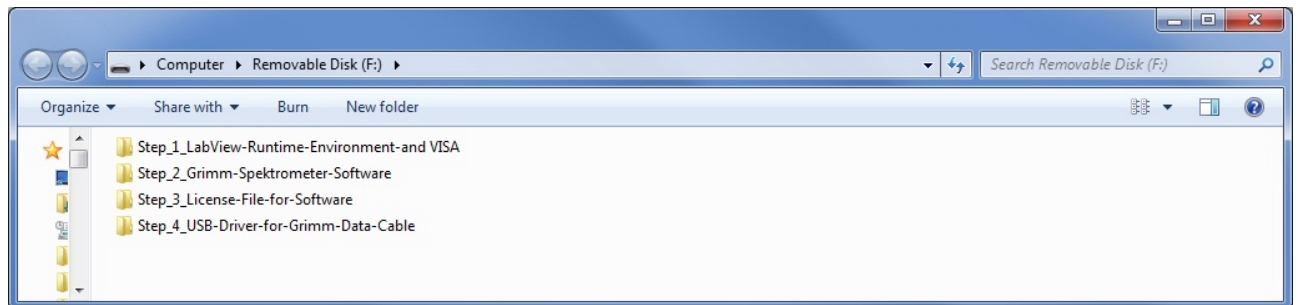 Computer ▸ Removable Disk (F:) ▸
Search Removable Disk (F:)
Organize Share with Burn New folder
Step_1_LabView-Runtime-Environment-and VISA
Step_2_Grimm-Spektrometer-Software
Step_3_License-File-for-Software
Step_4_USB-Driver-for-Grimm-Data-Cable